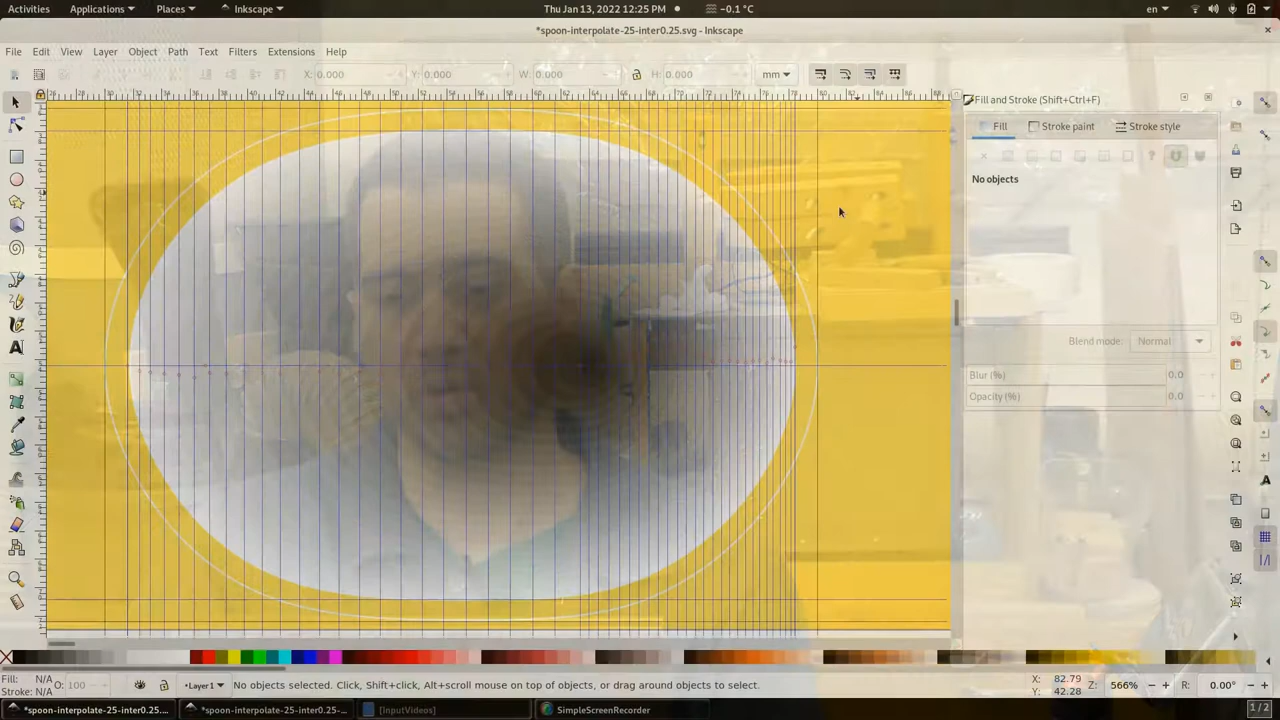 Activities Applications Places Inkscape Thu Jan 13, 2022 12:25 PM −0.1 °C en
*spoon-interpolate-25-inter0.25.svg - Inkscape
File Edit View Layer Object Path Text Filters Extensions Help
X: 0.000 Y: 0.000 W: 0.000 H: 0.000 mm
Fill and Stroke (Shift+Ctrl+F)
Fill Stroke paint Stroke style
No objects
Blend mode: Normal
Blur (%) 0.0
Opacity (%) 0.0
Fill: N/A
Stroke: N/A
O: 100
•Layer1
No objects selected. Click, Shift+click, Alt+scroll mouse on top of objects, or drag around objects to select.
X: 82.79
Y: 42.28
Z: 566%
R: 0.00°
*spoon-interpolate-25-inter0.25.... *spoon-interpolate-25-inter0.25-... [InputVideos] SimpleScreenRecorder 1 / 2